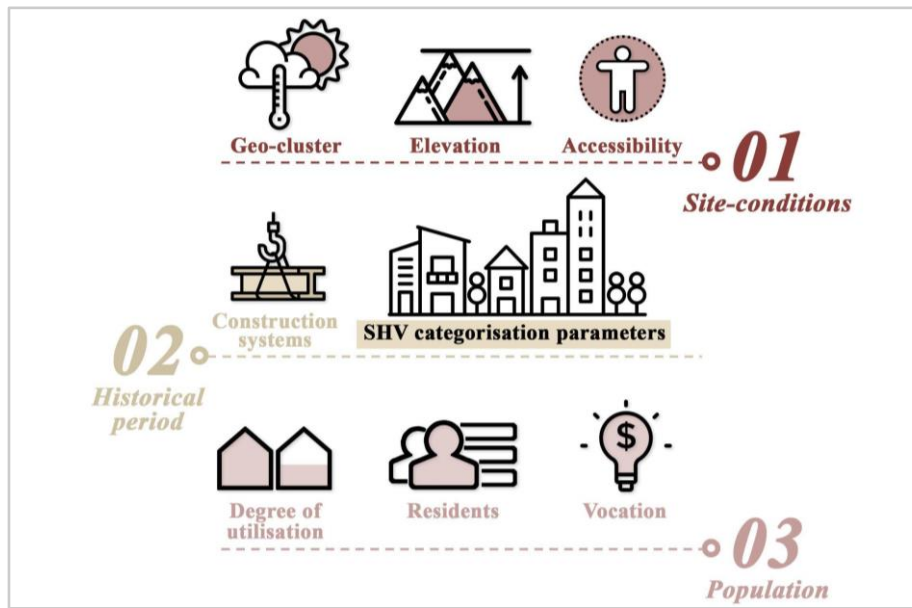 Geo-cluster
Elevation
Accessibility
01
Site-conditions
Construction
systems
SHV categorisation parameters
02
Historical
period
$
Degree of
utilisation
Residents
Vocation
03
Population